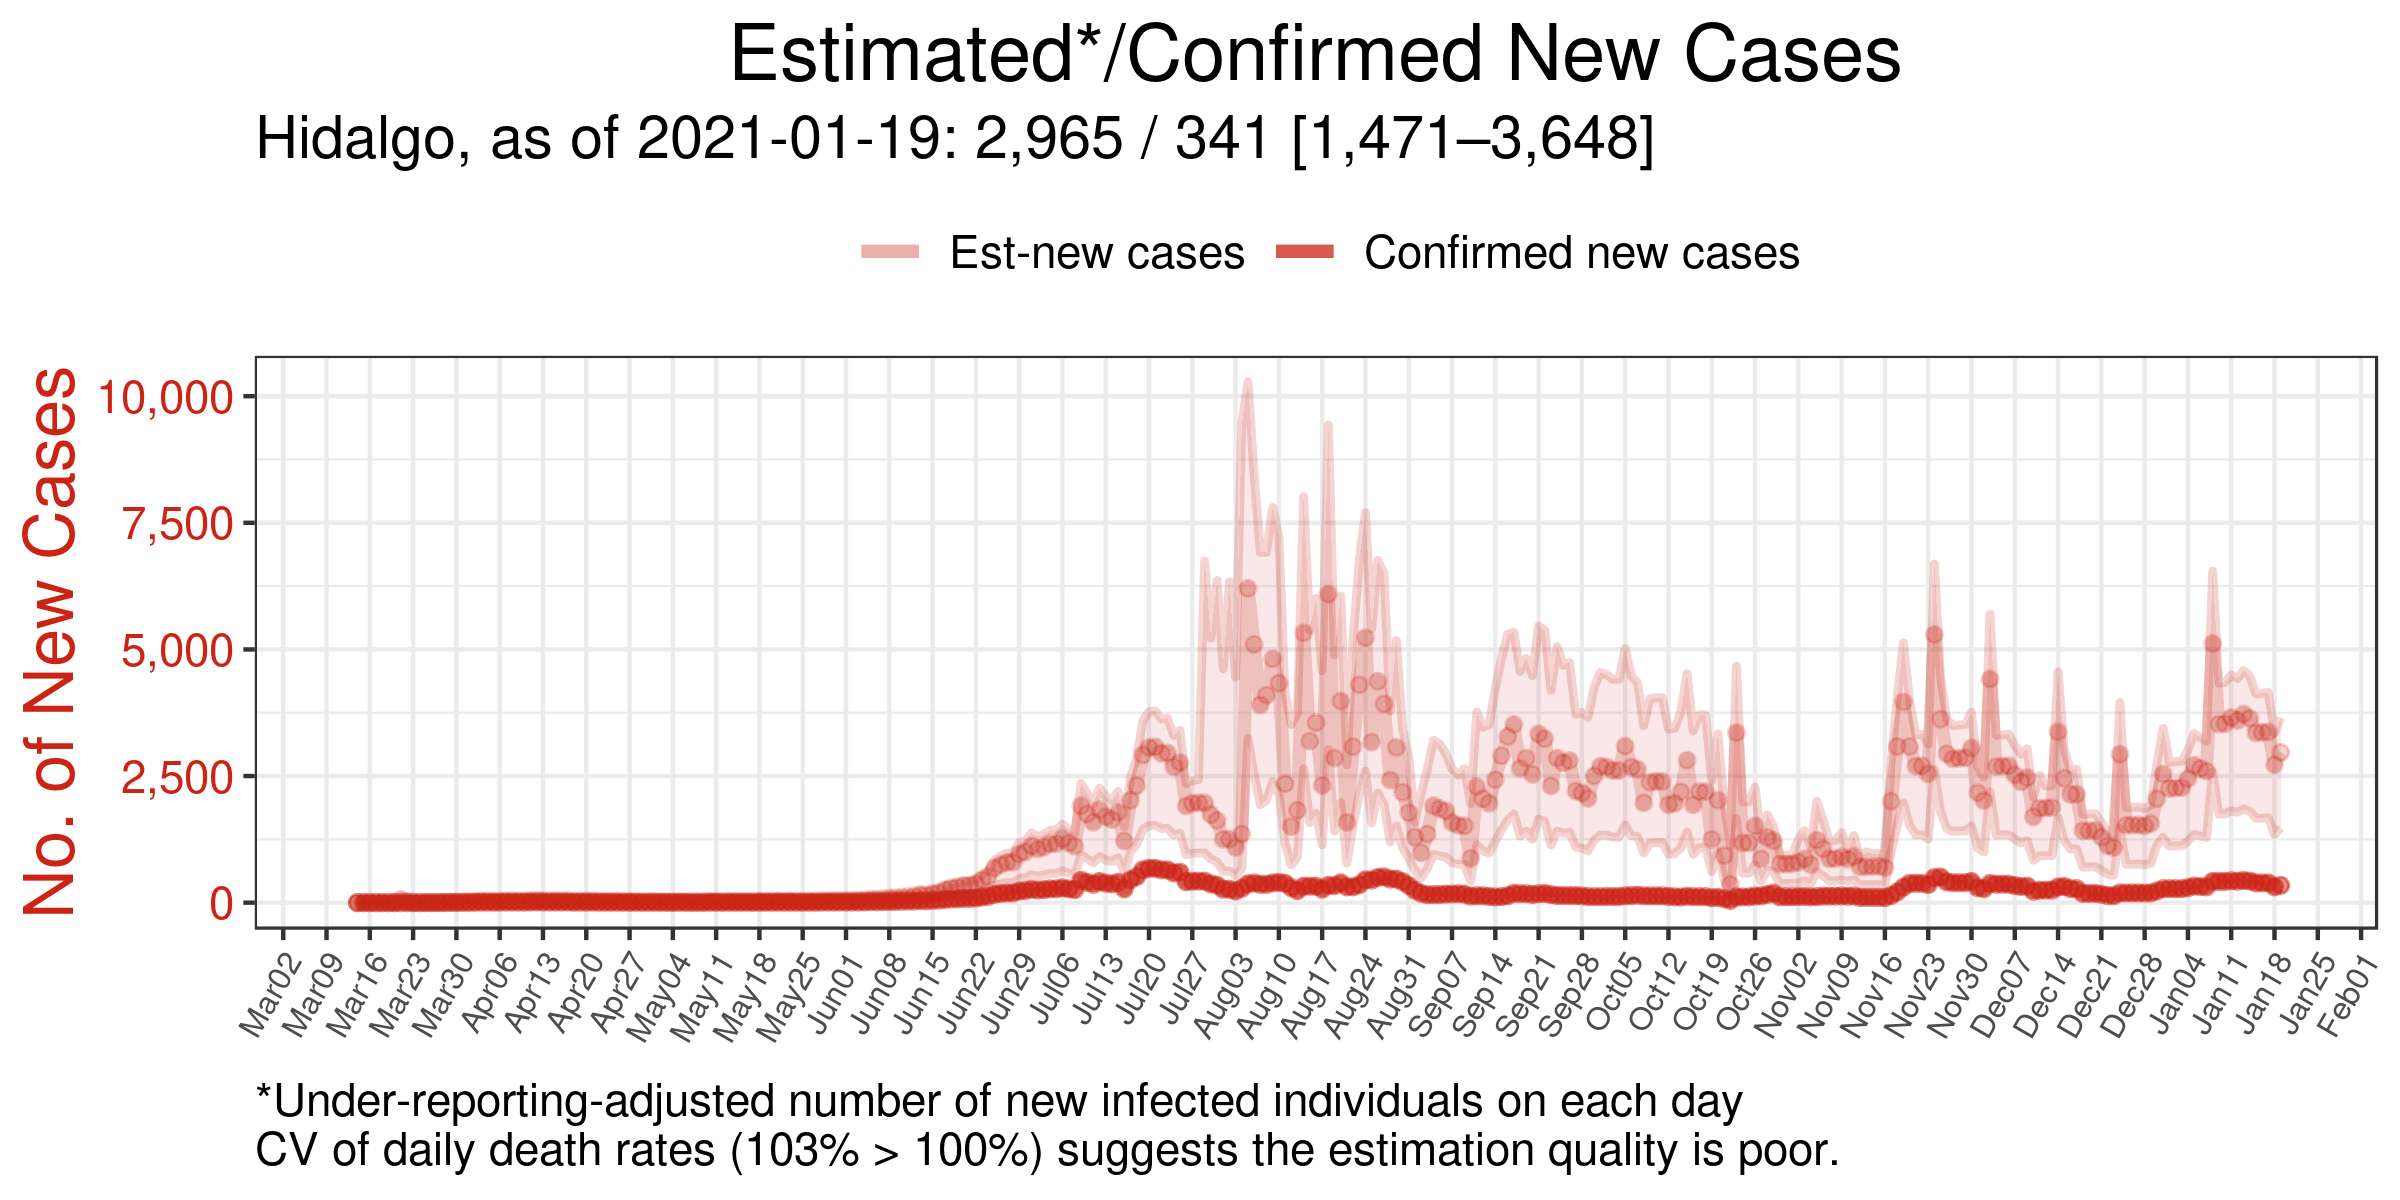 Estimated*/Confirmed New Cases
Hidalgo, as of 2021-01-19: 2,965 / 341 [1,471–3,648]
Est-new cases Confirmed new cases
No. of New Cases
10,000
7,500
5,000
2,500
0
Mar02 Mar09 Mar16 Mar23 Mar30 Apr06 Apr13 Apr20 Apr27 May04 May11 May18 May25 Jun01 Jun08 Jun15 Jun22 Jun29 Jul06 Jul13 Jul20 Jul27 Aug03 Aug10 Aug17 Aug24 Aug31 Sep07 Sep14 Sep21 Sep28 Oct05 Oct12 Oct19 Oct26 Nov02 Nov09 Nov16 Nov23 Nov30 Dec07 Dec14 Dec21 Dec28 Jan04 Jan11 Jan18 Jan25 Feb01
*Under-reporting-adjusted number of new infected individuals on each day
CV of daily death rates (103% > 100%) suggests the estimation quality is poor.